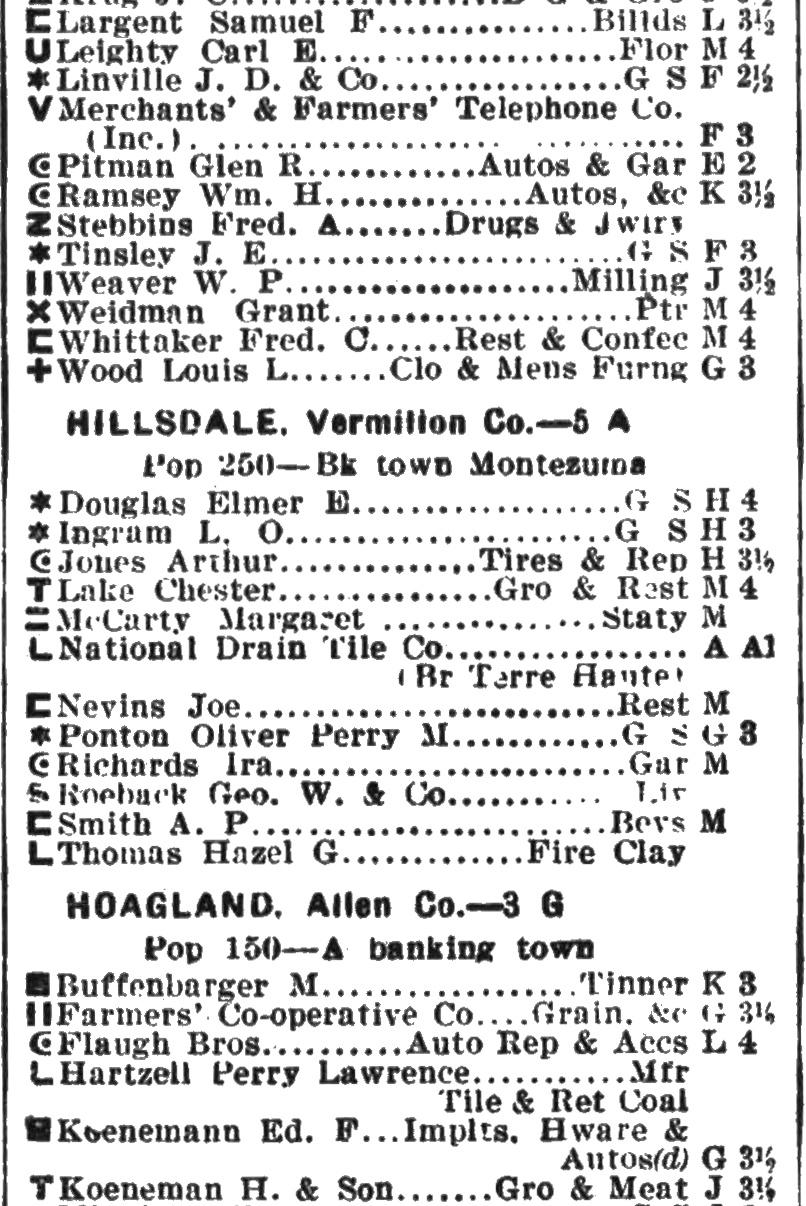 Largent Samuel F...............Billds L 3½
Leighty Carl E....................Flor M 4
*Linville J. D. & Co.................G S F 2½
Merchants' & Farmers' Telephone Co.
(Inc.). ................................. F 3
Pitman Glen R............Autos & Gar E 2
Ramsey Wm. H..............Autos, &c K 3½
Stebbins Fred. A.......Drugs & Jwlry
*Tinsley J. E.........................G S F 3
Weaver W. P....................Milling J 3½
XWeidman Grant.....................Ptr M 4
Whittaker Fred. C......Rest & Confec M 4
+Wood Louis L.......Clo & Mens Furng G 3
HILLSDALE, Vermilion Co.—5 A
Pop 250—Bk town Montezuma
*Douglas Elmer E...................G S H 4
*Ingram L. O.......................G S H 3
Jones Arthur..............Tires & Rep H 3½
TLake Chester...............Gro & Rest M 4
=McCarty Margaret ...............Staty M
LNational Drain Tile Co................. A A1
(Br Terre Haute)
Nevins Joe..........................Rest M
*Ponton Oliver Perry M............G S G 3
Richards Ira.........................Gar M
Roeback Geo. W. & Co........... Liv
Smith A. P.........................Bevs M
LThomas Hazel G.............Fire Clay
HOAGLAND, Allen Co.—3 G
Pop 150—A banking town
Buffenbarger M..................Tinner K 3
Farmers' Co-operative Co....Grain, &c G 3½
Flaugh Bros..........Auto Rep & Accs L 4
LHartzell Perry Lawrence...........Mfr
Tile & Ret Coal
Koenemann Ed. F...Implts, Hware &
Autos(d) G 3½
TKoeneman H. & Son.......Gro & Meat J 3½